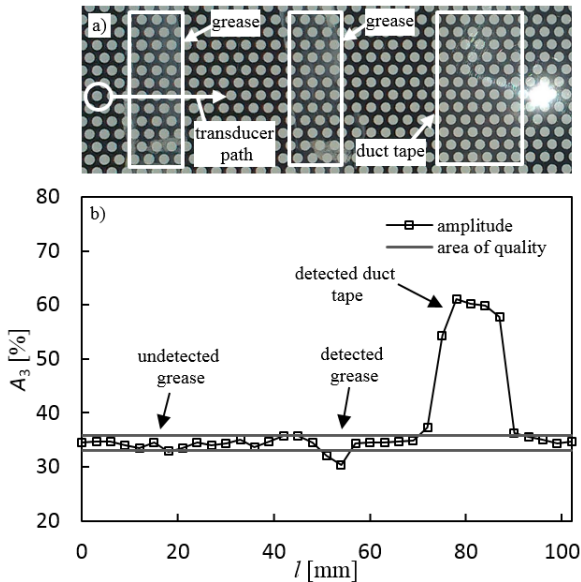 a)
grease
grease
transducer
path
duct tape
b)
amplitude
area of quality
detected duct
tape
undetected
grease
detected
grease
A3 [%]
80
70
60
50
40
30
20
0
20
40
60
80
100
l [mm]